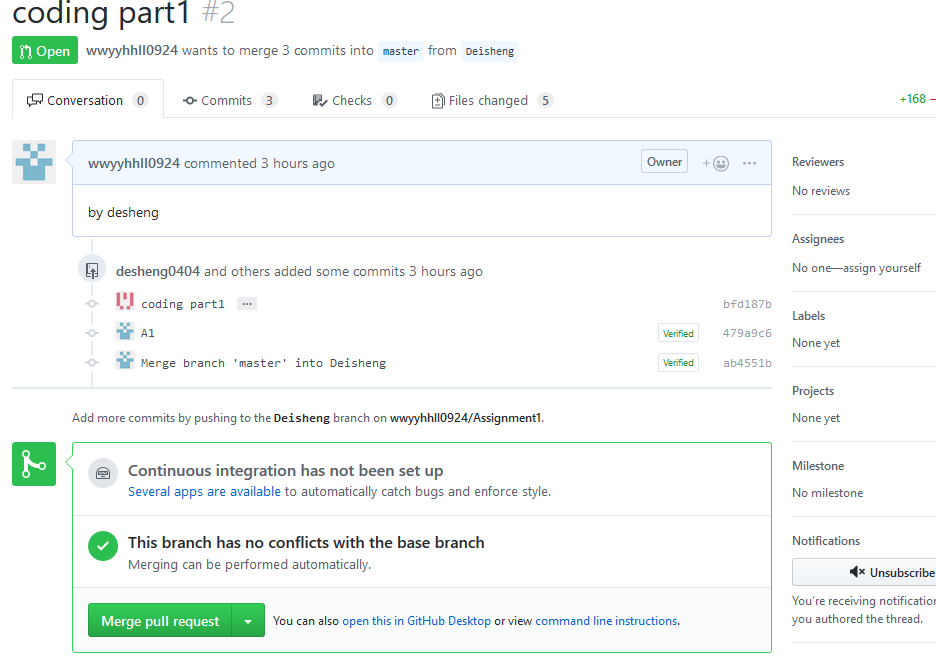 coding part1 #2
Open wwyyhhll0924 wants to merge 3 commits into master from Deisheng
Conversation 0 Commits 3 Checks 0 Files changed 5 +168 −
wwyyhhll0924 commented 3 hours ago Owner
by desheng
desheng0404 and others added some commits 3 hours ago
coding part1 … bfd187b
A1 Verified 479a9c6
Merge branch 'master' into Deisheng Verified ab4551b
Add more commits by pushing to the Deisheng branch on wwyyhhll0924/Assignment1.
Continuous integration has not been set up
Several apps are available to automatically catch bugs and enforce style.
This branch has no conflicts with the base branch
Merging can be performed automatically.
Merge pull request You can also open this in GitHub Desktop or view command line instructions.
Reviewers
No reviews
Assignees
No one—assign yourself
Labels
None yet
Projects
None yet
Milestone
No milestone
Notifications
Unsubscribe
You're receiving notification
you authored the thread.